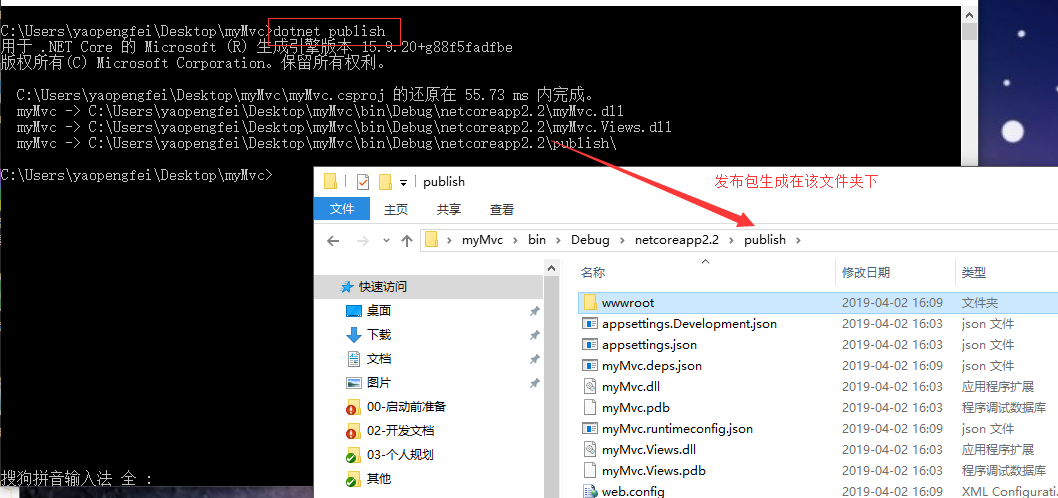 C:\Users\yaopengfei\Desktop\myMvc>dotnet publish
用于 .NET Core 的 Microsoft (R) 生成引擎版本 15.9.20+g88f5fadfbe
版权所有(C) Microsoft Corporation。保留所有权利。
C:\Users\yaopengfei\Desktop\myMvc\myMvc.csproj 的还原在 55.73 ms 内完成。
myMvc -> C:\Users\yaopengfei\Desktop\myMvc\bin\Debug\netcoreapp2.2\myMvc.dll
myMvc -> C:\Users\yaopengfei\Desktop\myMvc\bin\Debug\netcoreapp2.2\myMvc.Views.dll
myMvc -> C:\Users\yaopengfei\Desktop\myMvc\bin\Debug\netcoreapp2.2\publish\
C:\Users\yaopengfei\Desktop\myMvc>
搜狗拼音输入法 全 :
publish
发布包生成在该文件夹下
文件 主页 共享 查看
myMvc > bin > Debug > netcoreapp2.2 > publish >
快速访问
桌面
下载
文档
图片
00-启动前准备
02-开发文档
03-个人规划
其他
名称 修改日期 类型
wwwroot 2019-04-02 16:09 文件夹
appsettings.Development.json 2019-04-02 16:03 json 文件
appsettings.json 2019-04-02 16:03 json 文件
myMvc.deps.json 2019-04-02 16:09 json 文件
myMvc.dll 2019-04-02 16:03 应用程序扩展
myMvc.pdb 2019-04-02 16:03 程序调试数据库
myMvc.runtimeconfig.json 2019-04-02 16:09 json 文件
myMvc.Views.dll 2019-04-02 16:03 应用程序扩展
myMvc.Views.pdb 2019-04-02 16:03 程序调试数据库
web.config 2019-04-02 16:09 XML Configurati